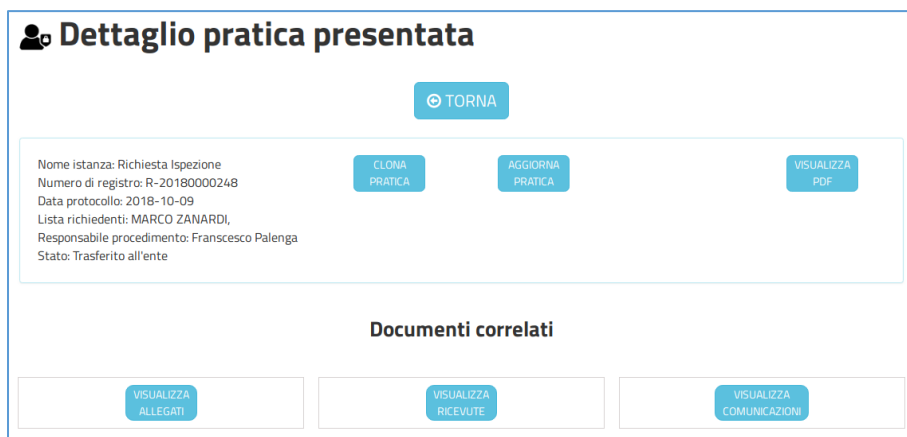 Dettaglio pratica presentata
TORNA
Nome istanza: Richiesta Ispezione
Numero di registro: R-20180000248
Data protocollo: 2018-10-09
Lista richiedenti: MARCO ZANARDI,
Responsabile procedimento: Franscesco Palenga
Stato: Trasferito all'ente
CLONA
PRATICA
AGGIORNA
PRATICA
VISUALIZZA
PDF
Documenti correlati
VISUALIZZA
ALLEGATI
VISUALIZZA
RICEVUTE
VISUALIZZA
COMUNICAZIONI